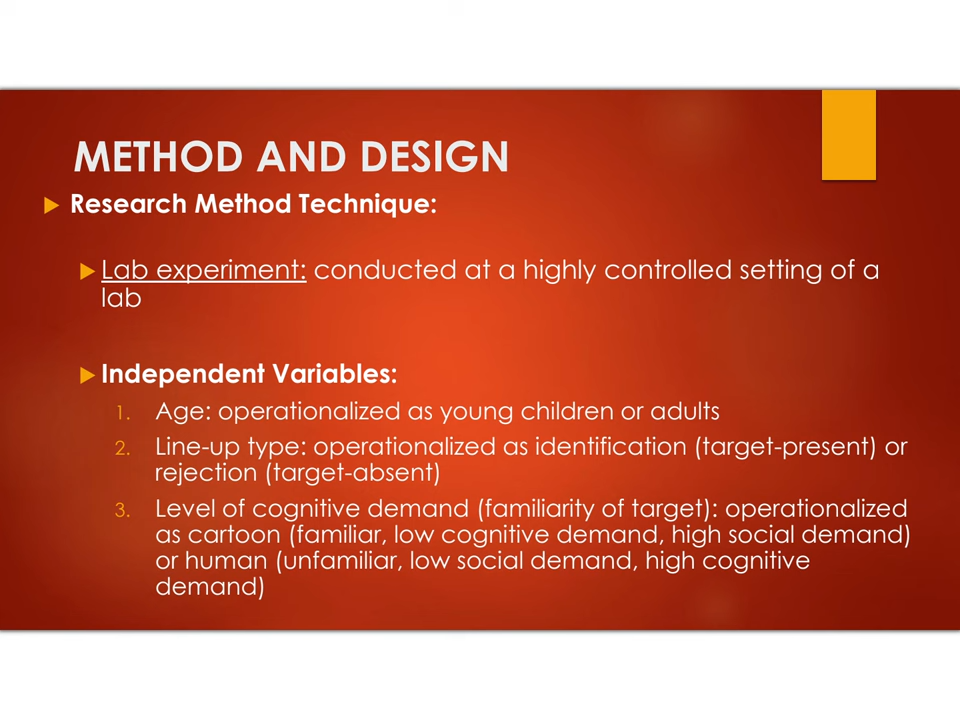 METHOD AND DESIGN
Research Method Technique:
Lab experiment: conducted at a highly controlled setting of a
lab
Independent Variables:
1. Age: operationalized as young children or adults
2. Line-up type: operationalized as identification (target-present) or
rejection (target-absent)
3. Level of cognitive demand (familiarity of target): operationalized
as cartoon (familiar, low cognitive demand, high social demand)
or human (unfamiliar, low social demand, high cognitive
demand)